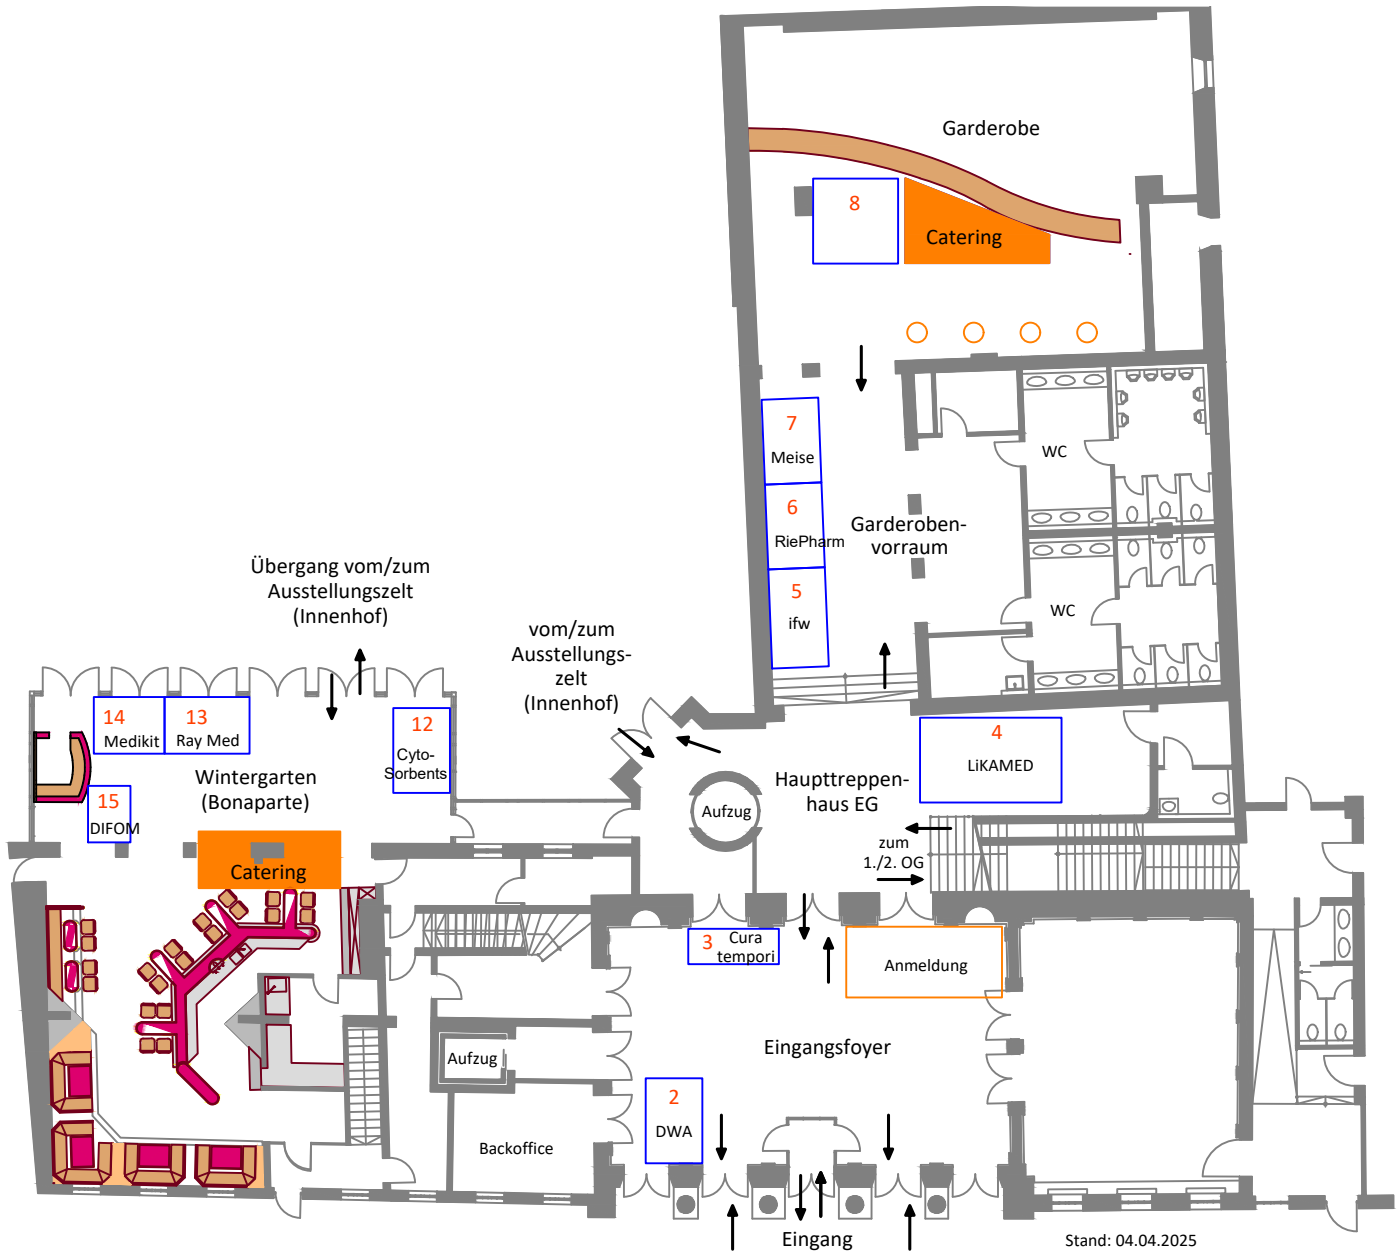 Garderobe
8
Catering
7
Meise
WC
6
RiePharm
Garderoben-
vorraum
5
ifw
WC
Übergang vom/zum
Ausstellungszelt
(Innenhof)
vom/zum
Ausstellungs-
zelt
(Innenhof)
14
Medikit
13
Ray Med
12
Cyto-
Sorbents
4
LiKAMED
Wintergarten
(Bonaparte)
15
DIFOM
Haupttreppen-
haus EG
Aufzug
zum
1./2. OG
Catering
3
Cura
tempori
Anmeldung
Eingangsfoyer
Aufzug
2
DWA
Backoffice
Eingang
Stand: 04.04.2025